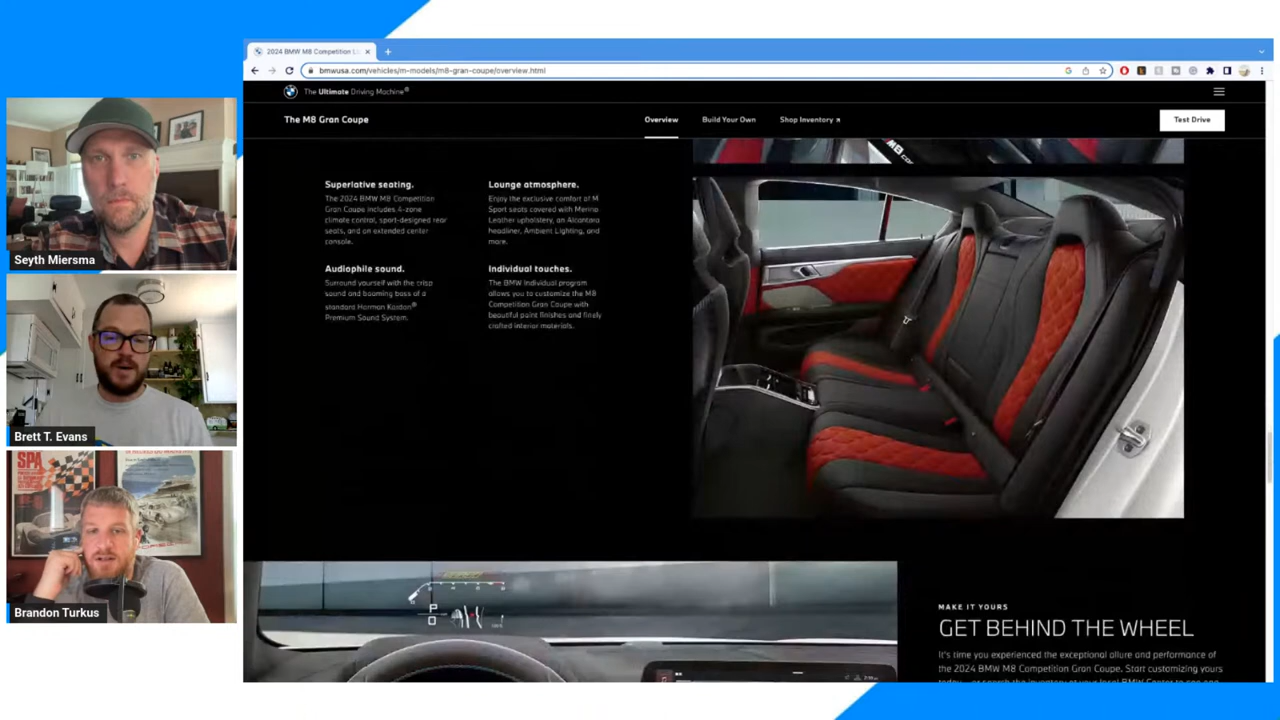 2024 BMW M8 Competition
bmwusa.com/vehicles/m-models/m8-gran-coupe/overview.html
The Ultimate Driving Machine®
The M8 Gran Coupe
Overview
Build Your Own
Shop Inventory
Test Drive
Superlative seating.
The 2024 BMW M8 Competition
Gran Coupe includes 4-zone
climate control, sport-designed rear
seats, and an extended center
console.
Lounge atmosphere.
Enjoy the exclusive comfort of M
Sport seats covered with Merino
Leather upholstery, an Alcantara
headliner, Ambient Lighting, and
more.
Audiophile sound.
Surround yourself with the crisp
sound and booming bass of a
standard Harman Kardon®
Premium Sound System.
Individual touches.
The BMW Individual program
allows you to customize the M8
Competition Gran Coupe with
beautiful paint finishes and finely
crafted interior materials.
M8
P
0
MAKE IT YOURS
GET BEHIND THE WHEEL
It's time you experienced the exceptional allure and performance of
the 2024 BMW M8 Competition Gran Coupe. Start customizing yours
Seyth Miersma
Brett T. Evans
SPA
Brandon Turkus